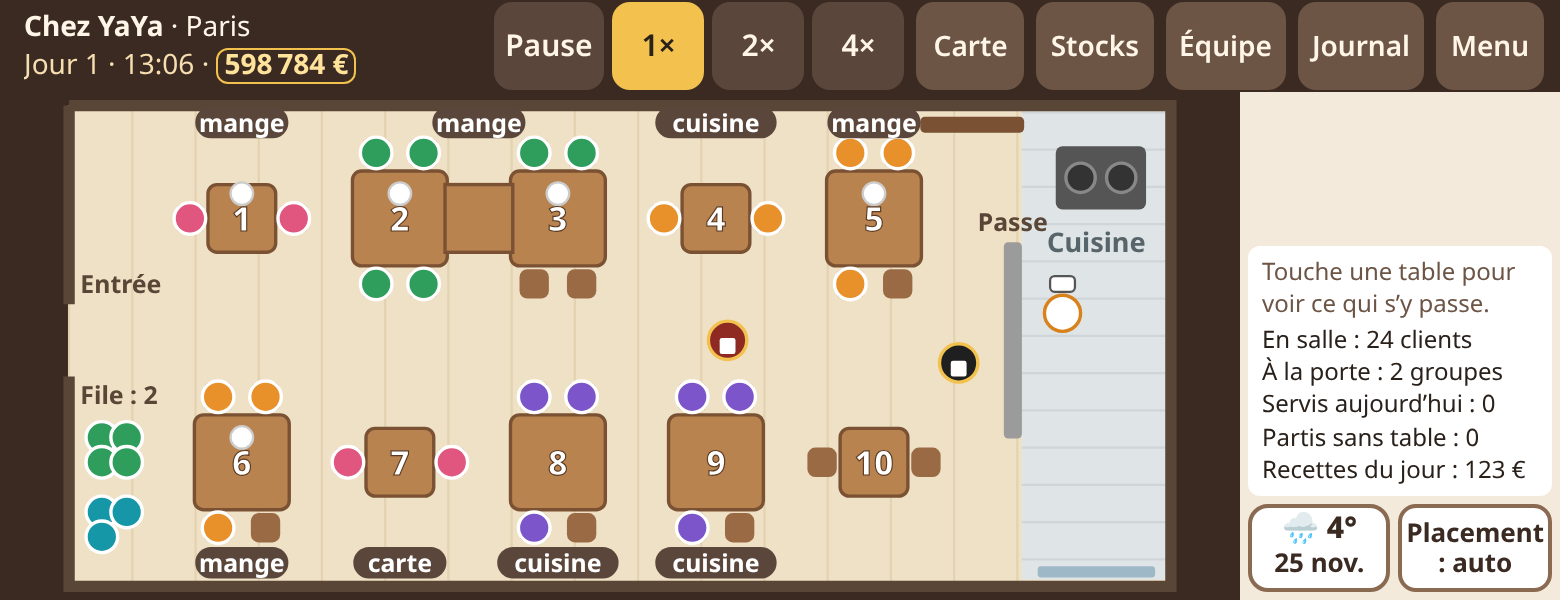 Chez YaYa · Paris
Jour 1 · 13:06 · 598 784 €
Pause
1×
2×
4×
Carte
Stocks
Équipe
Journal
Menu
mange
mange
cuisine
mange
1
2
3
4
5
Passe
Cuisine
Entrée
File : 2
6
7
8
9
10
mange
carte
cuisine
cuisine
Touche une table pour
voir ce qui s’y passe.
En salle : 24 clients
À la porte : 2 groupes
Servis aujourd’hui : 0
Partis sans table : 0
Recettes du jour : 123 €
4°
25 nov.
Placement
: auto